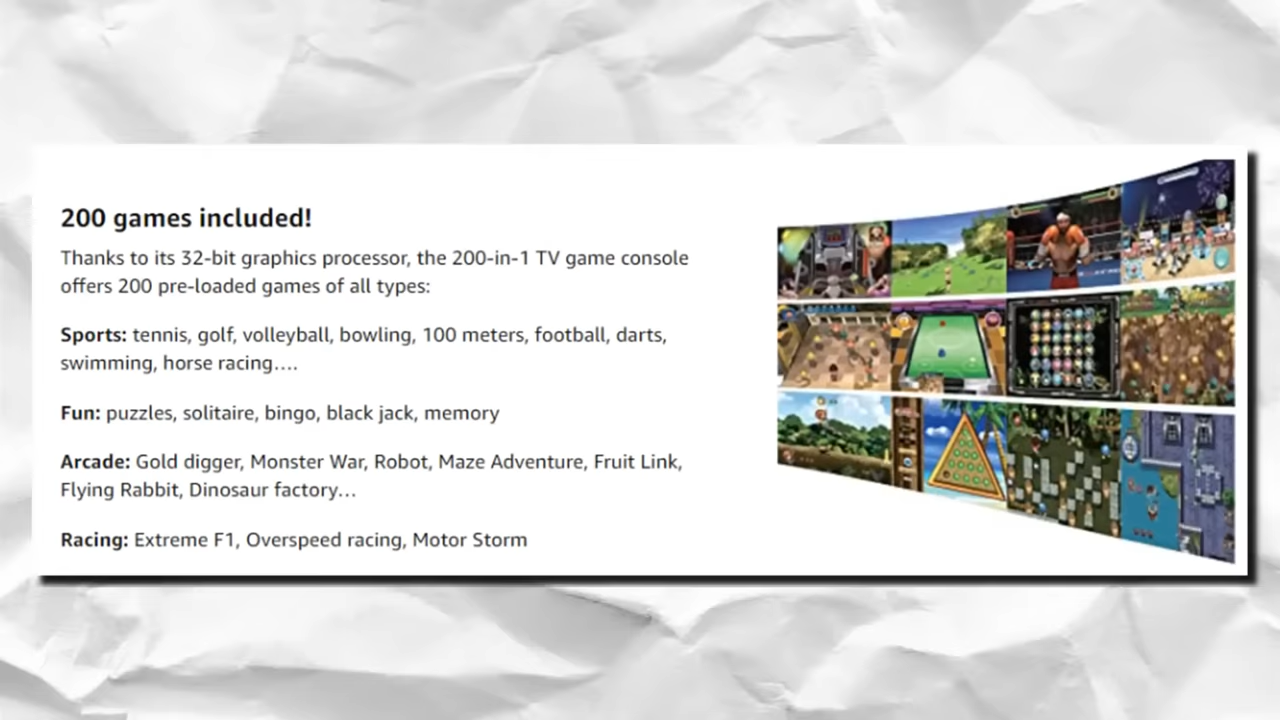 200 games included!
Thanks to its 32-bit graphics processor, the 200-in-1 TV game console
offers 200 pre-loaded games of all types:
Sports: tennis, golf, volleyball, bowling, 100 meters, football, darts,
swimming, horse racing….
Fun: puzzles, solitaire, bingo, black jack, memory
Arcade: Gold digger, Monster War, Robot, Maze Adventure, Fruit Link,
Flying Rabbit, Dinosaur factory…
Racing: Extreme F1, Overspeed racing, Motor Storm